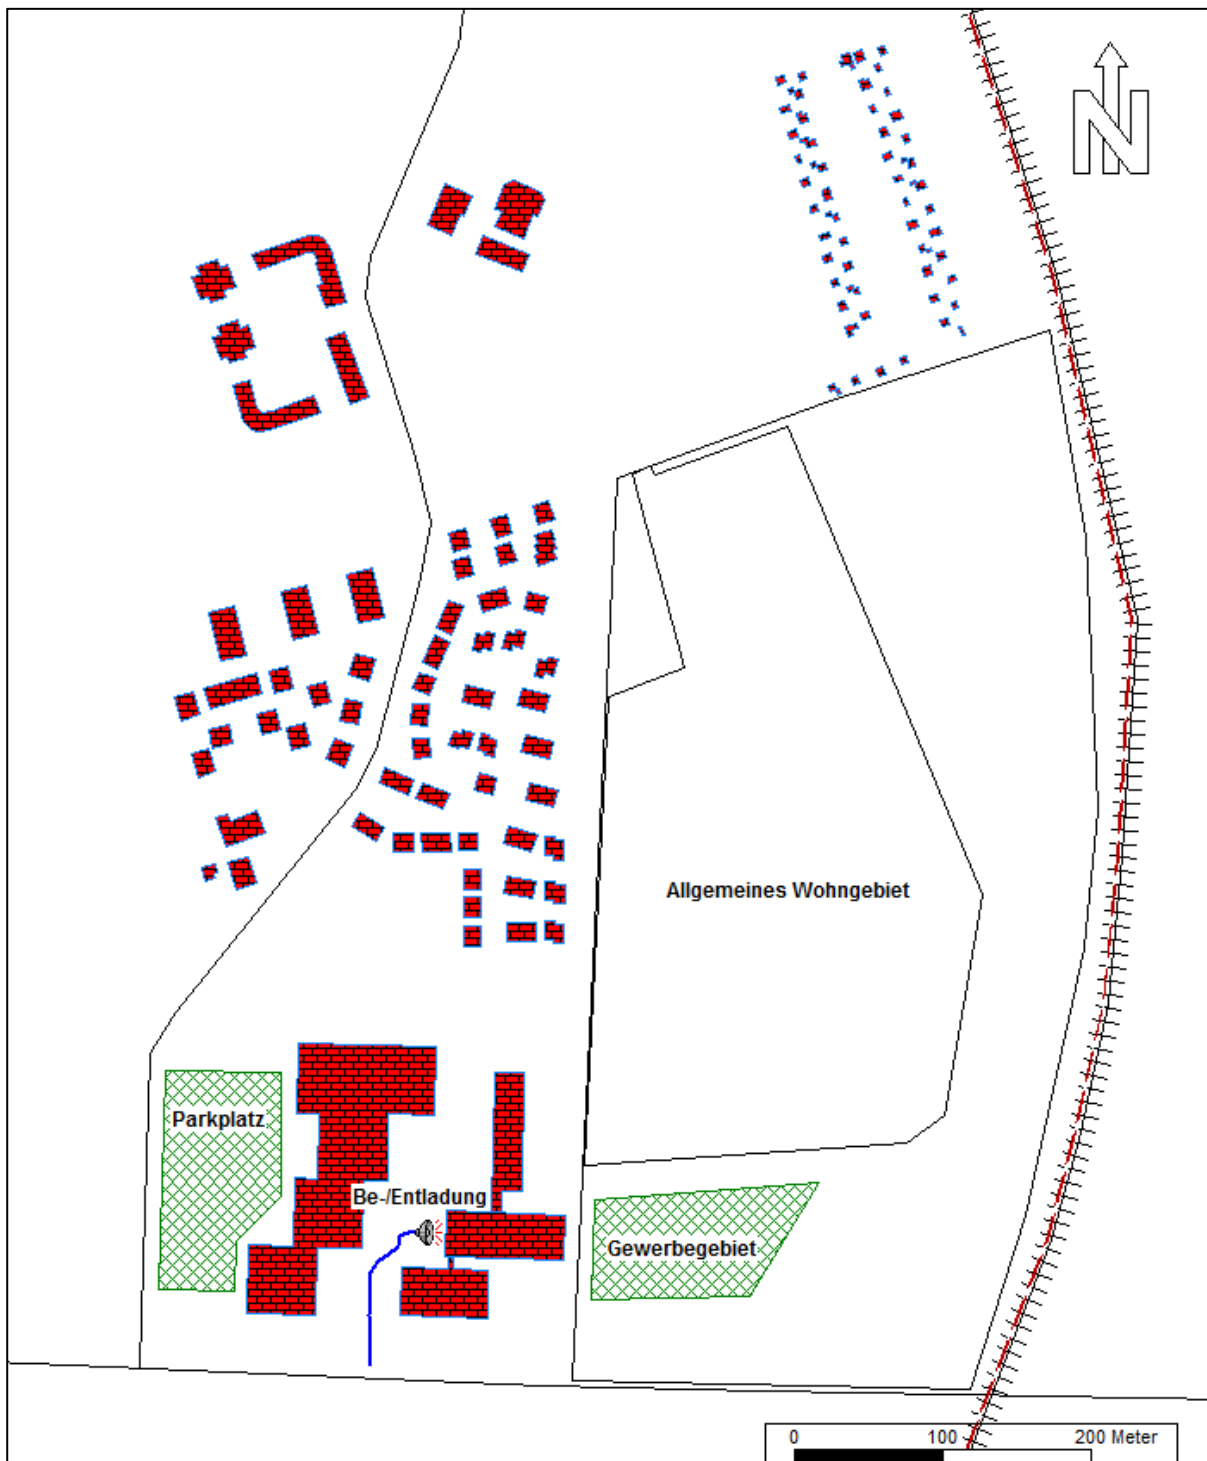 N
Allgemeines Wohngebiet
Parkplatz
Be-/Entladung
Gewerbegebiet
0 100 200 Meter